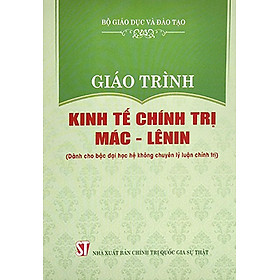 BỘ GIÁO DỤC VÀ ĐÀO TẠO
GIÁO TRÌNH
KINH TẾ CHÍNH TRỊ
MÁC - LÊNIN
(Dành cho bậc đại học hệ không chuyên lý luận chính trị)
ST
NHÀ XUẤT BẢN CHÍNH TRỊ QUỐC GIA SỰ THẬT